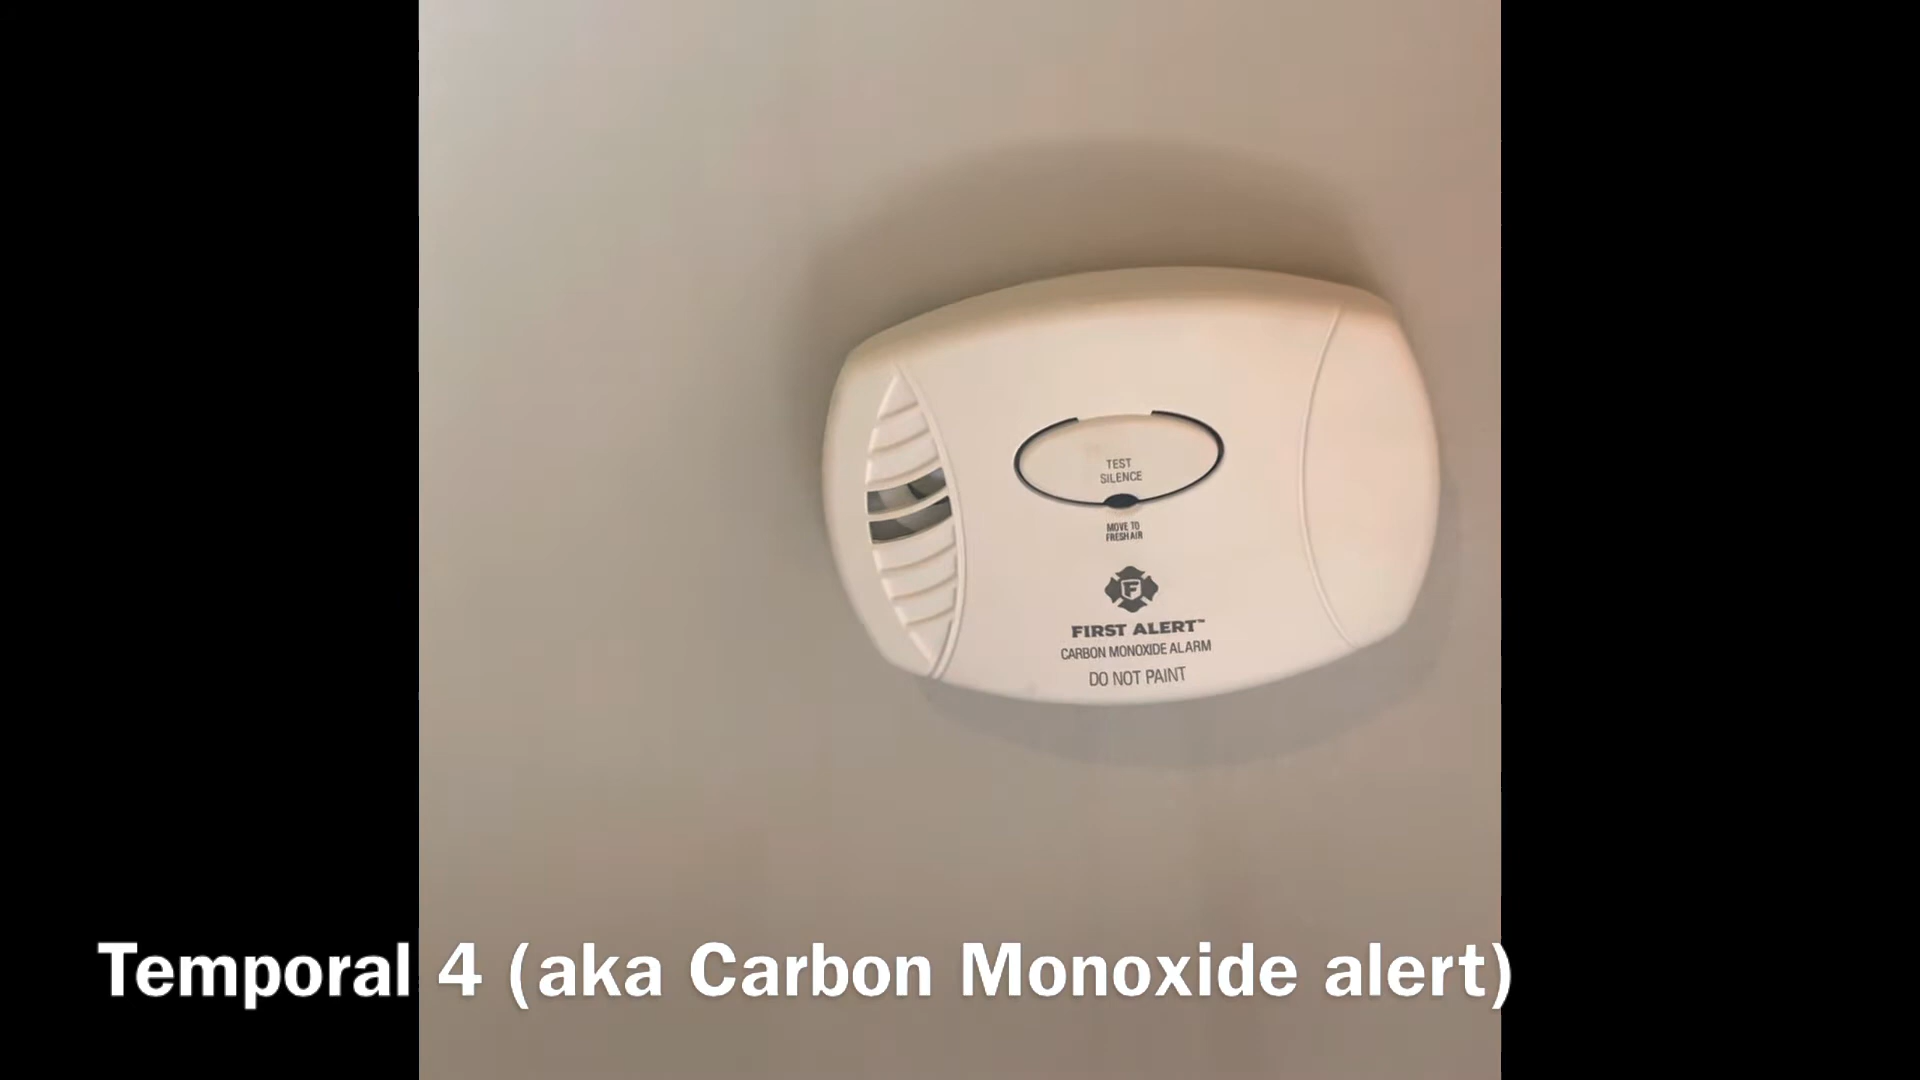 TEST
SILENCE
MOVE TO
FRESH AIR
F
FIRST ALERT™
CARBON MONOXIDE ALARM
DO NOT PAINT
Temporal 4 (aka Carbon Monoxide alert)